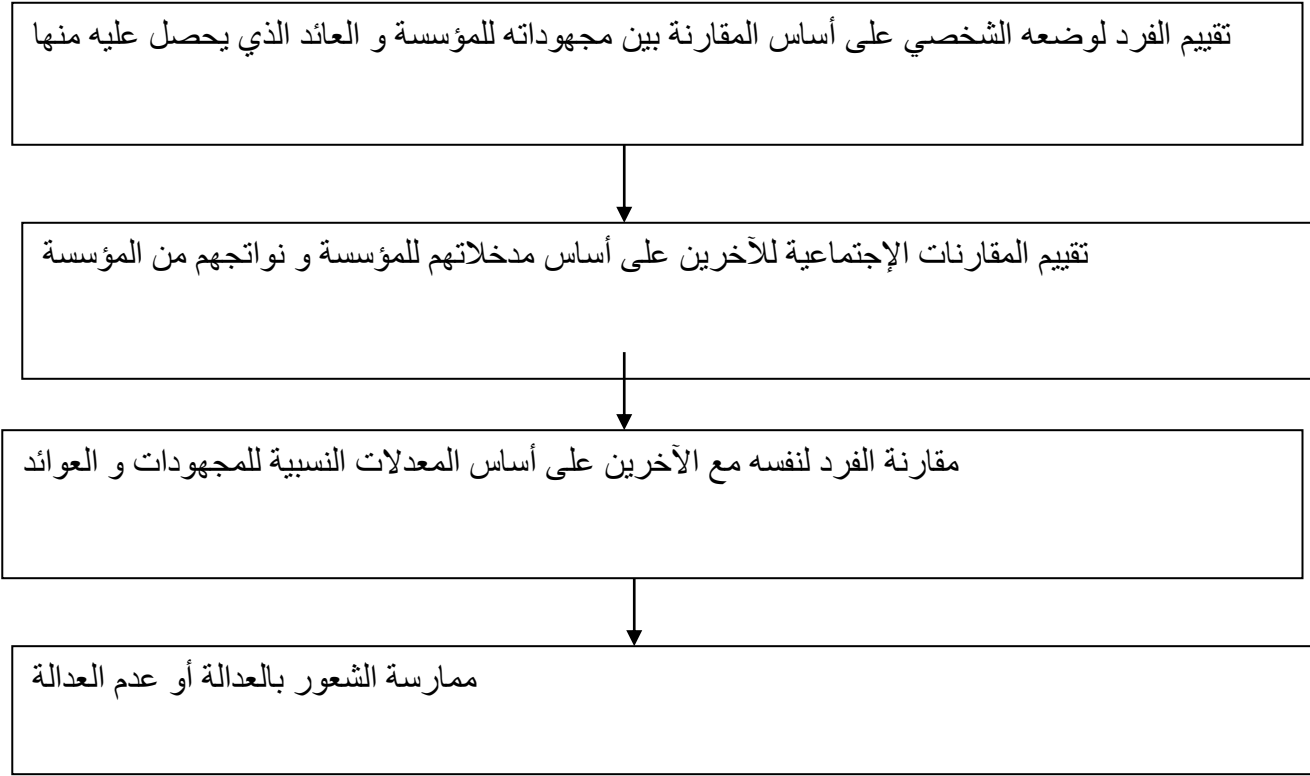 تقييم الفرد لوضعه الشخصي على أساس المقارنة بين مجهوداته للمؤسسة و العائد الذي يحصل عليه منها
تقييم المقارنات الإجتماعية للآخرين على أساس مدخلاتهم للمؤسسة و نواتجهم من المؤسسة
مقارنة الفرد لنفسه مع الآخرين على أساس المعدلات النسبية للمجهودات و العوائد
ممارسة الشعور بالعدالة أو عدم العدالة